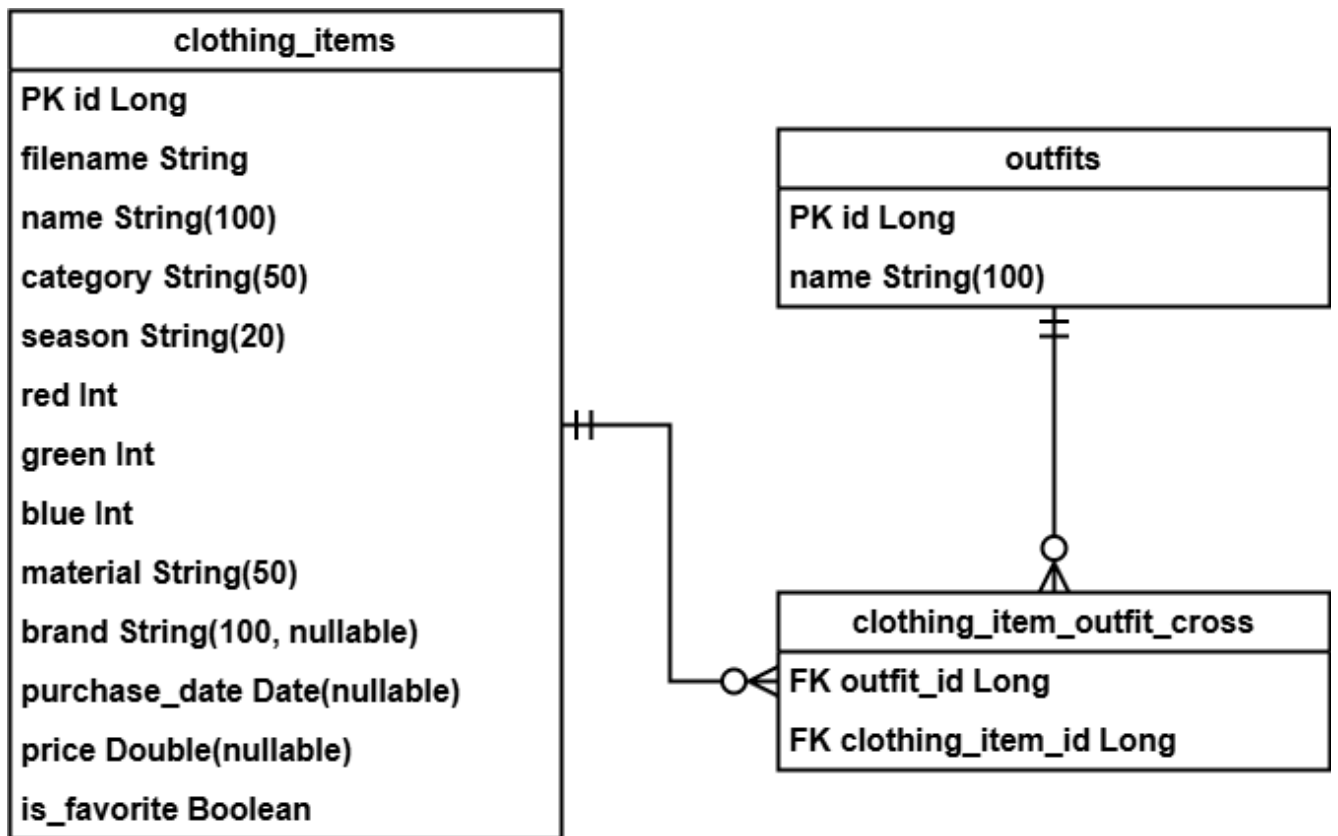 clothing_items
PK id Long
filename String
name String(100)
category String(50)
season String(20)
red Int
green Int
blue Int
material String(50)
brand String(100, nullable)
purchase_date Date(nullable)
price Double(nullable)
is_favorite Boolean
outfits
PK id Long
name String(100)
clothing_item_outfit_cross
FK outfit_id Long
FK clothing_item_id Long